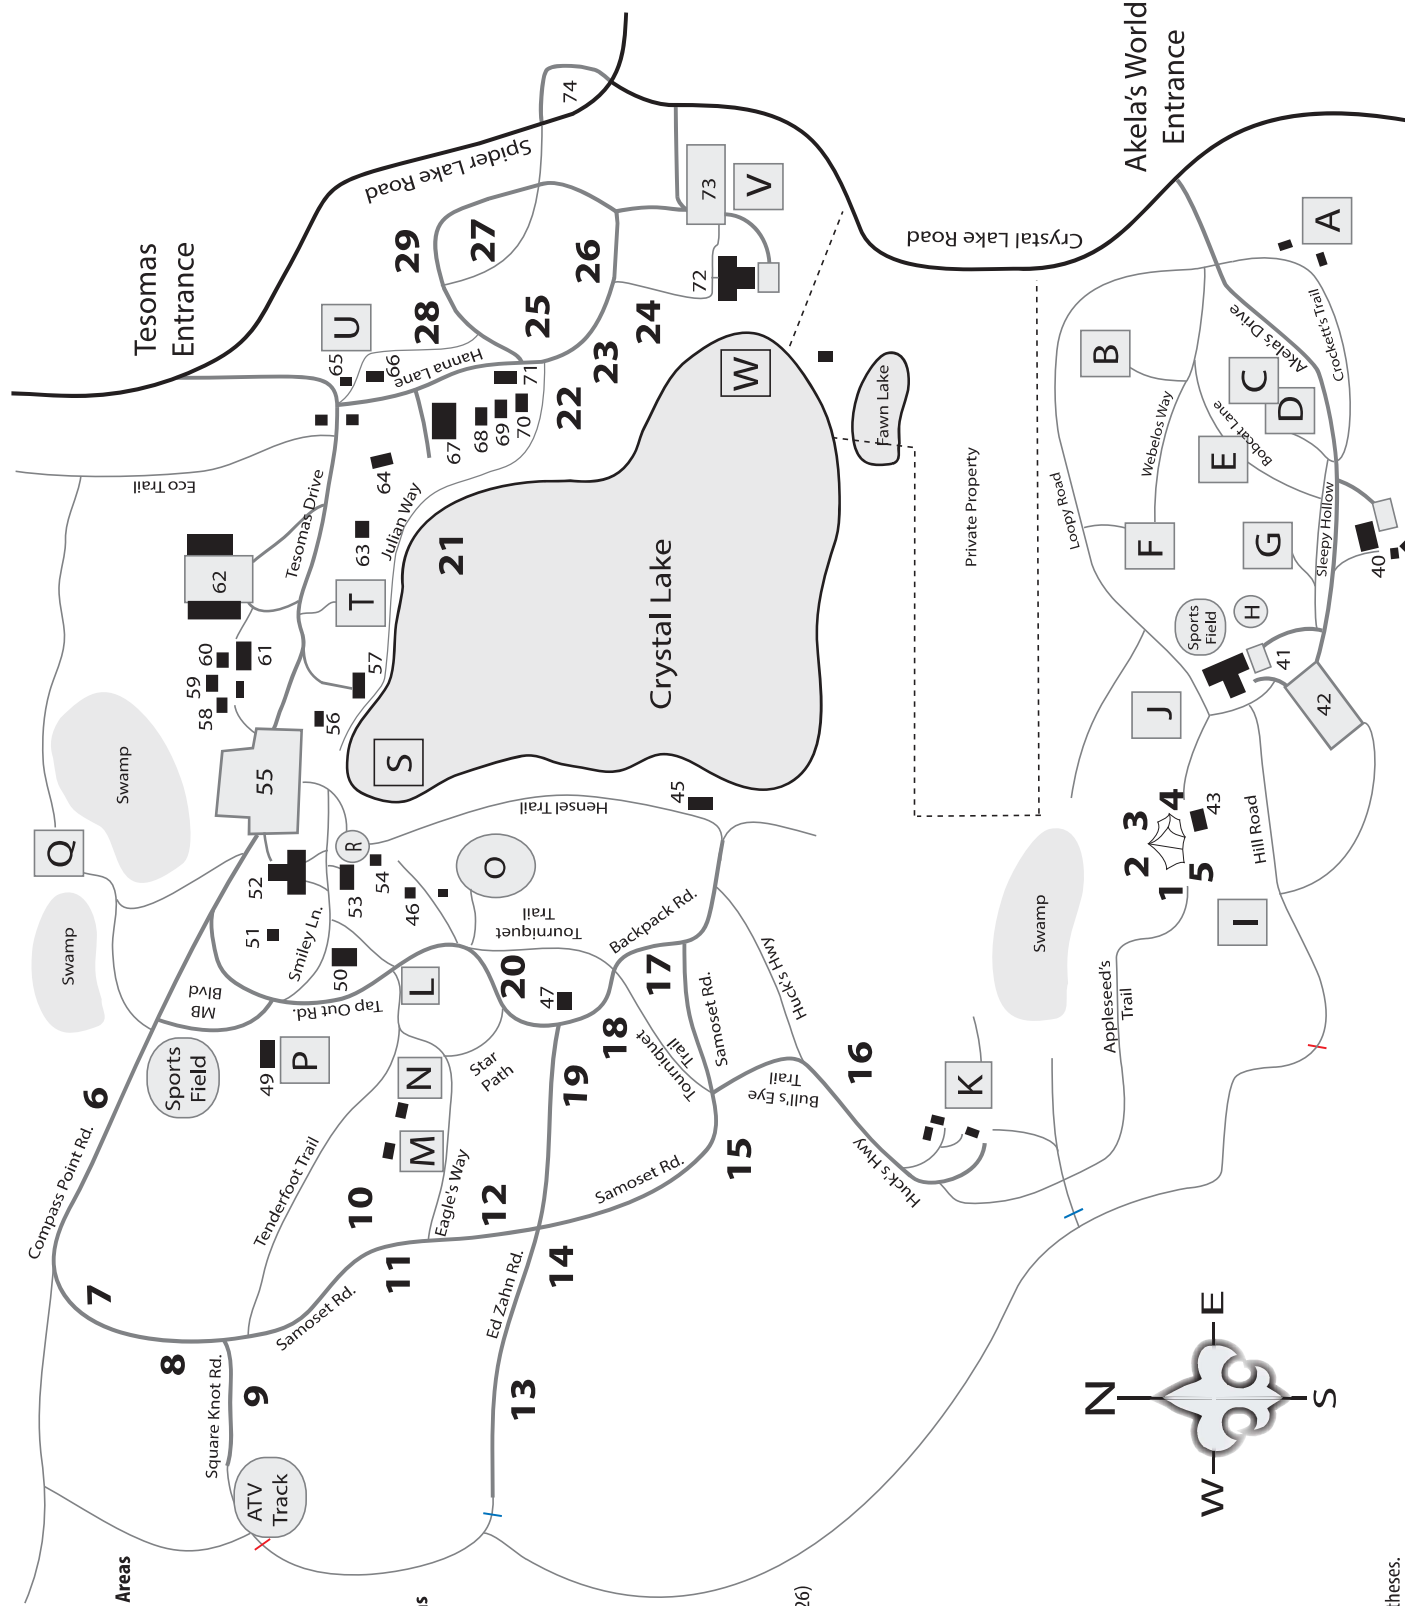 Tesomas
Entrance
Akela's World
Entrance
Spider Lake Road
Crystal Lake Road
74
73
V
72
29
27
28
26
25
24
23
22
21
U
65
66
Hanna Lane
67
68
69
70
71
64
63
Julian Way
Eco Trail
Tesomas Drive
62
61
60
59
58
T
57
56
55
Swamp
Swamp
Q
S
W
Crystal Lake
Fawn Lake
Private Property
Hensel Trail
45
R
52
53
54
51
50
46
O
Smiley Ln.
MB
Blvd
Tap Out Rd.
Tourniquet
Trail
L
20
47
Backpack Rd.
17
18
19
Samoset Rd.
Huck's Hwy
Tourniquet
Trail
Bull's Eye
Trail
16
Star
Path
N
M
P
49
Sports
Field
6
Compass Point Rd.
Tenderfoot Trail
10
Eagle's Way
12
11
15
Samoset Rd.
Huck's Hwy
K
7
8
Square Knot Rd.
9
Samoset Rd.
Ed Zahn Rd.
14
13
ATV
Track
A
B
C
D
E
F
G
H
I
J
Crockett's Trail
Akela's Drive
Webelos Way
Bobcat Lane
Loopy Road
Sleepy Hollow
40
Sports
Field
41
42
43
Hill Road
1
2
3
4
5
Swamp
Appleseed's
Trail
N
E
S
W
Areas
26)
theses.